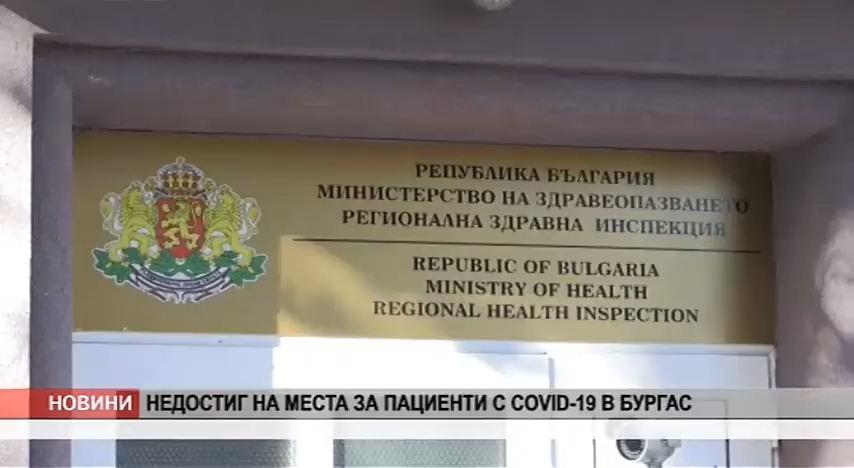 РЕПУБЛИКА БЪЛГАРИЯ
МИНИСТЕРСТВО НА ЗДРАВЕОПАЗВАНЕТО
РЕГИОНАЛНА ЗДРАВНА ИНСПЕКЦИЯ
REPUBLIC OF BULGARIA
MINISTRY OF HEALTH
REGIONAL HEALTH INSPECTION
НОВИНИ НЕДОСТИГ НА МЕСТА ЗА ПАЦИЕНТИ С COVID-19 В БУРГАС